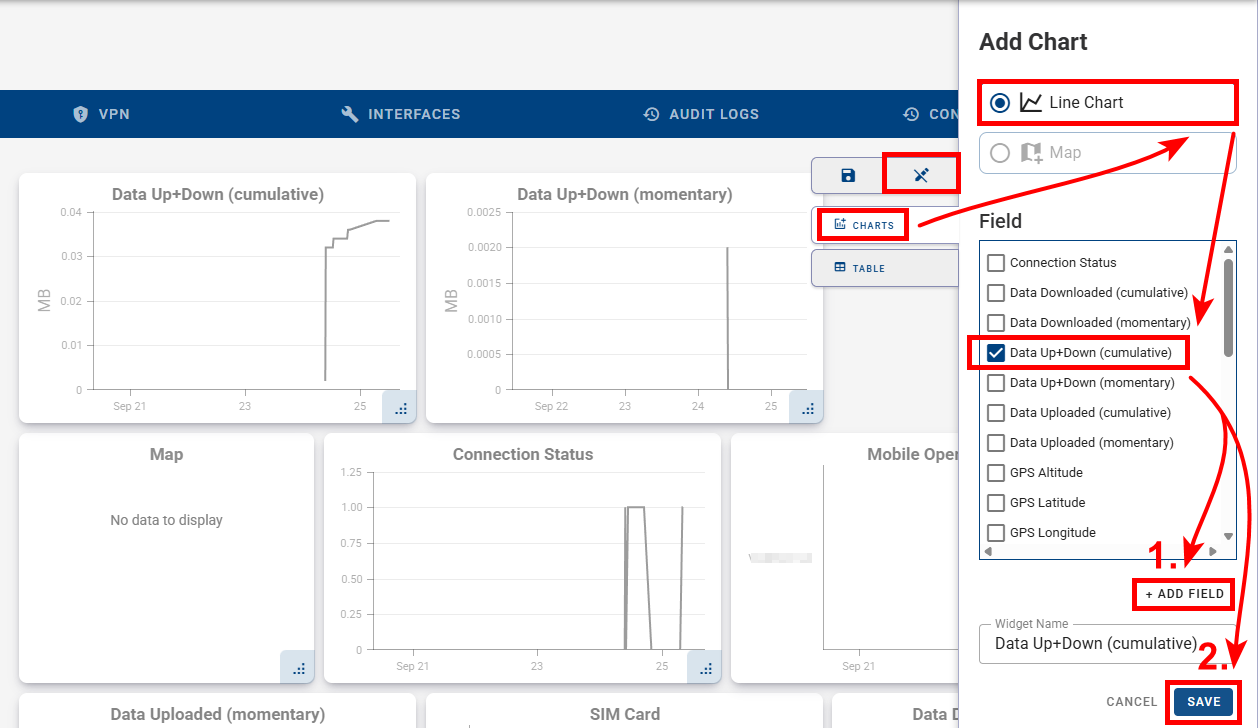 VPN
INTERFACES
AUDIT LOGS
CON
Data Up+Down (cumulative)
MB
0.04
0.03
0.02
0.01
0
Sep 21
23
25
Data Up+Down (momentary)
MB
0.0025
0.0020
0.0015
0.0010
0.0005
0
Sep 22
23
24
25
CHARTS
TABLE
Map
No data to display
Connection Status
1.25
1.00
0.75
0.50
0.25
0
Sep 21
23
25
Mobile Oper
Sep 21
Data Uploaded (momentary)
SIM Card
Data D
Add Chart
Line Chart
Map
Field
Connection Status
Data Downloaded (cumulative)
Data Downloaded (momentary)
Data Up+Down (cumulative)
Data Up+Down (momentary)
Data Uploaded (cumulative)
Data Uploaded (momentary)
GPS Altitude
GPS Latitude
GPS Longitude
1.
+ ADD FIELD
Widget Name
Data Up+Down (cumulative)
2.
CANCEL
SAVE